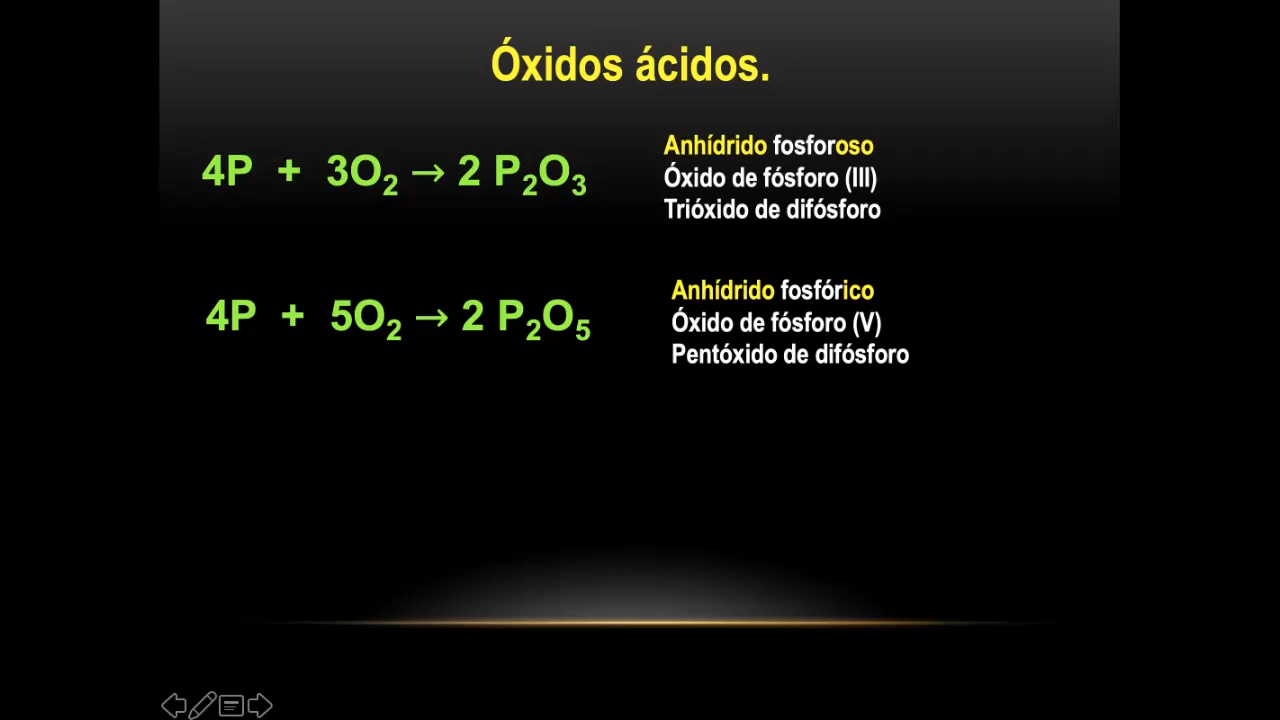 Óxidos ácidos.
4P + 3O₂ → 2 P₂O₃
Anhídrido fosforoso
Óxido de fósforo (III)
Trióxido de difósforo
4P + 5O₂ → 2 P₂O₅
Anhídrido fosfórico
Óxido de fósforo (V)
Pentóxido de difósforo